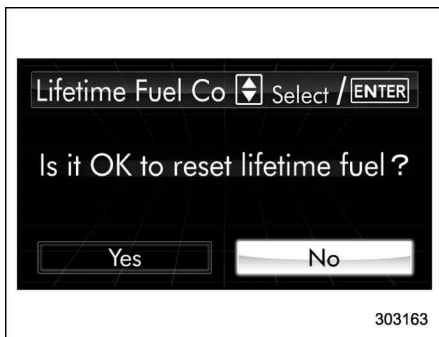 Lifetime Fuel Co Select / ENTER
Is it OK to reset lifetime fuel ?
Yes No
303163